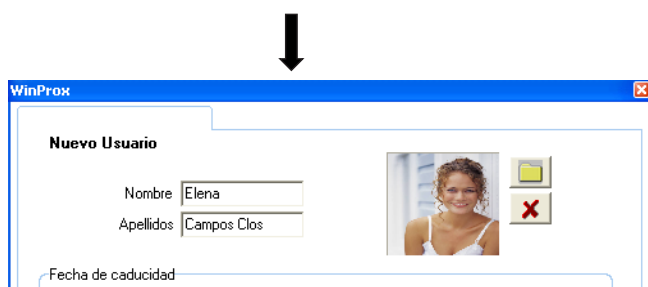 WinProx
Nuevo Usuario
Nombre Elena
Apellidos Campos Clos
Fecha de caducidad